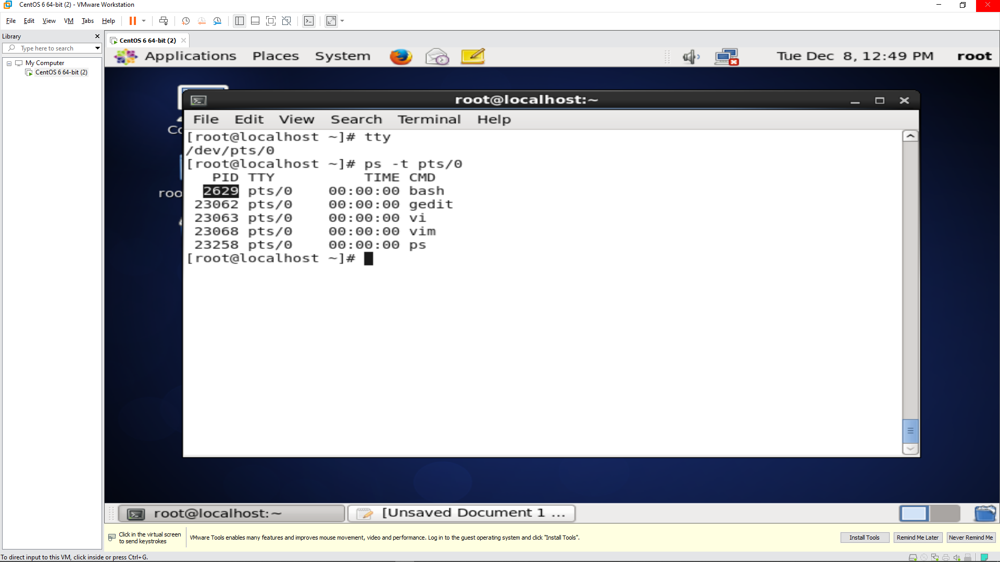 CentOS 6 64-bit (2) - VMware Workstation
File Edit View VM Tabs Help
Library
Type here to search
My Computer
CentOS 6 64-bit (2)
CentOS 6 64-bit (2)
Applications Places System Tue Dec 8, 12:49 PM root
root@localhost:~
File Edit View Search Terminal Help
[root@localhost ~]# tty
/dev/pts/0
[root@localhost ~]# ps -t pts/0
PID TTY TIME CMD
2629 pts/0 00:00:00 bash
23062 pts/0 00:00:00 gedit
23063 pts/0 00:00:00 vi
23068 pts/0 00:00:00 vim
23258 pts/0 00:00:00 ps
[root@localhost ~]#
root@localhost:~ [Unsaved Document 1 ...
Click in the virtual screen
to send keystrokes
VMware Tools enables many features and improves mouse movement, video and performance. Log in to the guest operating system and click "Install Tools".
Install Tools Remind Me Later Never Remind Me
To direct input to this VM, click inside or press Ctrl+G.